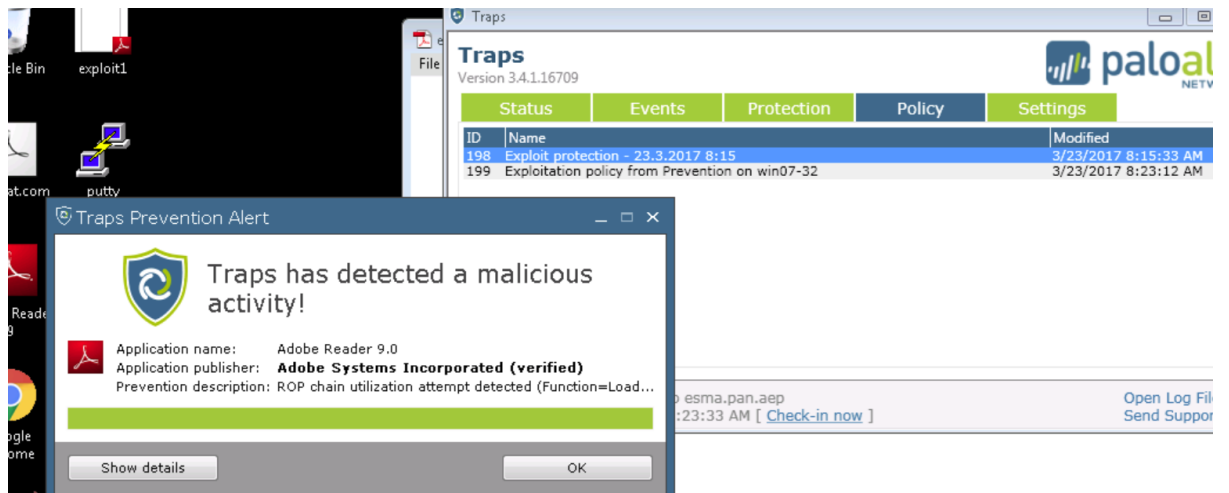 Traps
cle Bin
exploit1
File
Traps
Version 3.4.1.16709
paloal
NETW
Status Events Protection Policy Settings
ID Name Modified
198 Exploit protection - 23.3.2017 8:15 3/23/2017 8:15:33 AM
199 Exploitation policy from Prevention on win07-32 3/23/2017 8:23:12 AM
at.com
putty
Traps Prevention Alert
Traps has detected a malicious
activity!
Reade
9
Application name: Adobe Reader 9.0
Application publisher: Adobe Systems Incorporated (verified)
Prevention description: ROP chain utilization attempt detected (Function=Load...
o esma.pan.aep
Open Log Fil
:23:33 AM [ Check-in now ]
Send Suppor
ogle
ome
Show details
OK